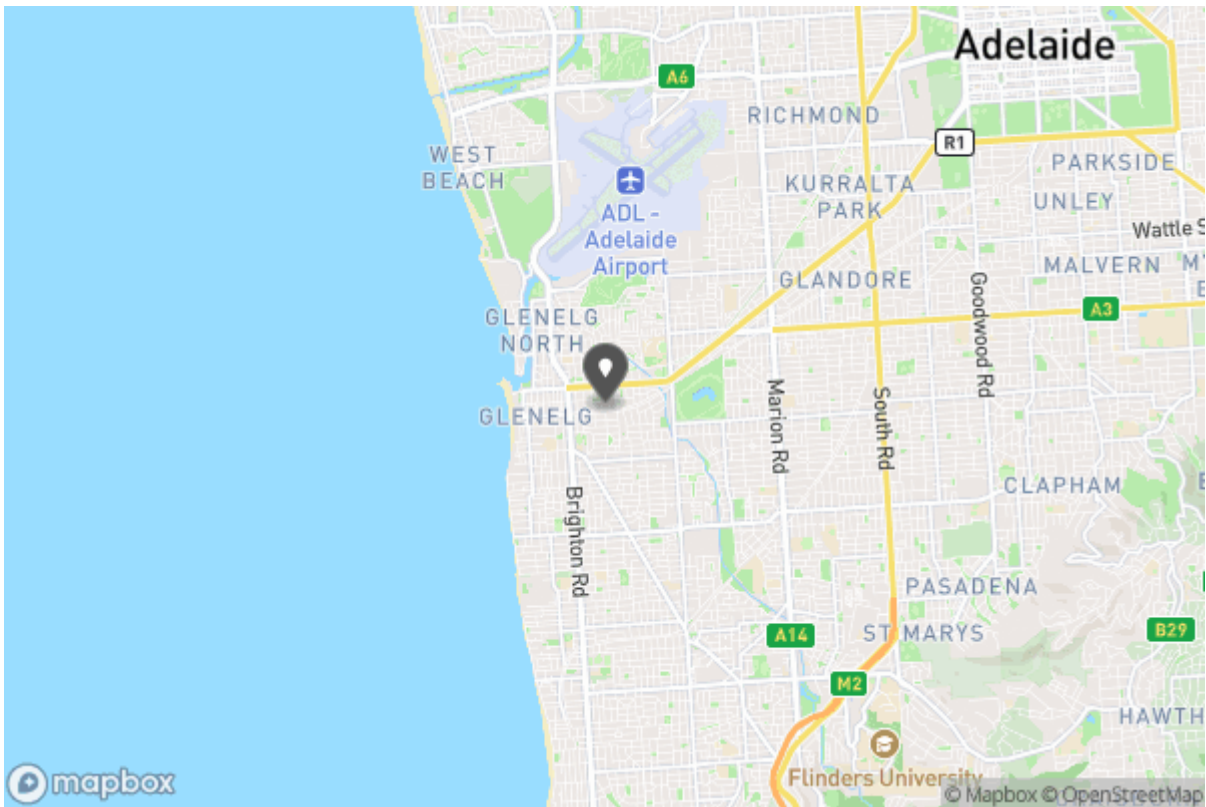 Adelaide
A6
RICHMOND
R1
WEST
BEACH
PARKSIDE
KURRALTA
PARK
UNLEY
ADL -
Adelaide
Airport
Wattle S
MALVERN
GLANDORE
Goodwood Rd
A3
GLENELG
NORTH
GLENELG
Marion Rd
South Rd
CLAPHAM
Brighton Rd
PASADENA
A14
ST MARYS
B29
M2
HAWTH
Flinders University
mapbox
© Mapbox © OpenStreetMap